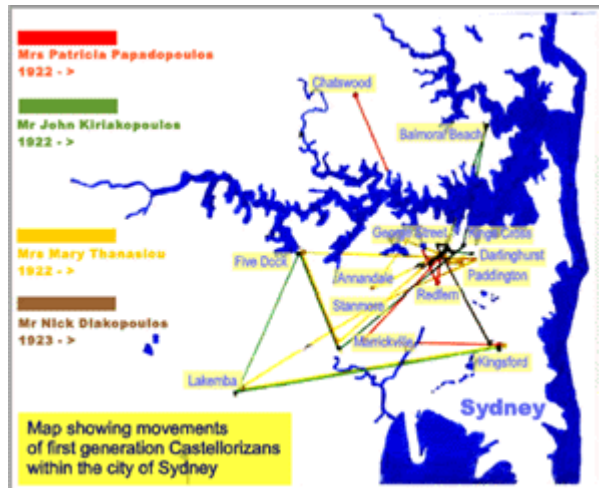 Mrs Patricia Papadopoulos
1922 - >
Mr John Kiriakopoulos
1922 - >
Mrs Mary Thanasiou
1922 - >
Mr Nick Diakopoulos
1923 - >
Chatswood
Balmoral Beach
George Street
Kings Cross
Five Dock
Darlinghurst
Annandale
Paddington
Redfern
Stanmore
Marrickville
Kingsford
Lakemba
Sydney
Map showing movements
of first generation Castellorizans
within the city of Sydney